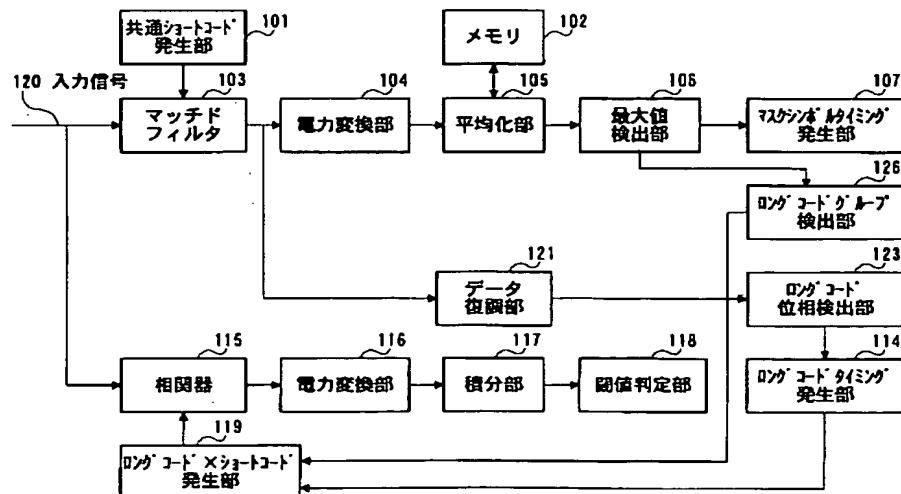 101
共通ショートコード
発生部
102
メモリ
120 入力信号
103
マッチド
フィルタ
104
電力変換部
105
平均化部
106
最大値
検出部
107
マスクシンボルタイミング
発生部
126
ロングコードグループ
検出部
121
データ
復調部
123
ロングコード
位相検出部
115
相関器
116
電力変換部
117
積分部
118
閾値判定部
114
ロングコードタイミング
発生部
119
ロングコード×ショートコード
発生部